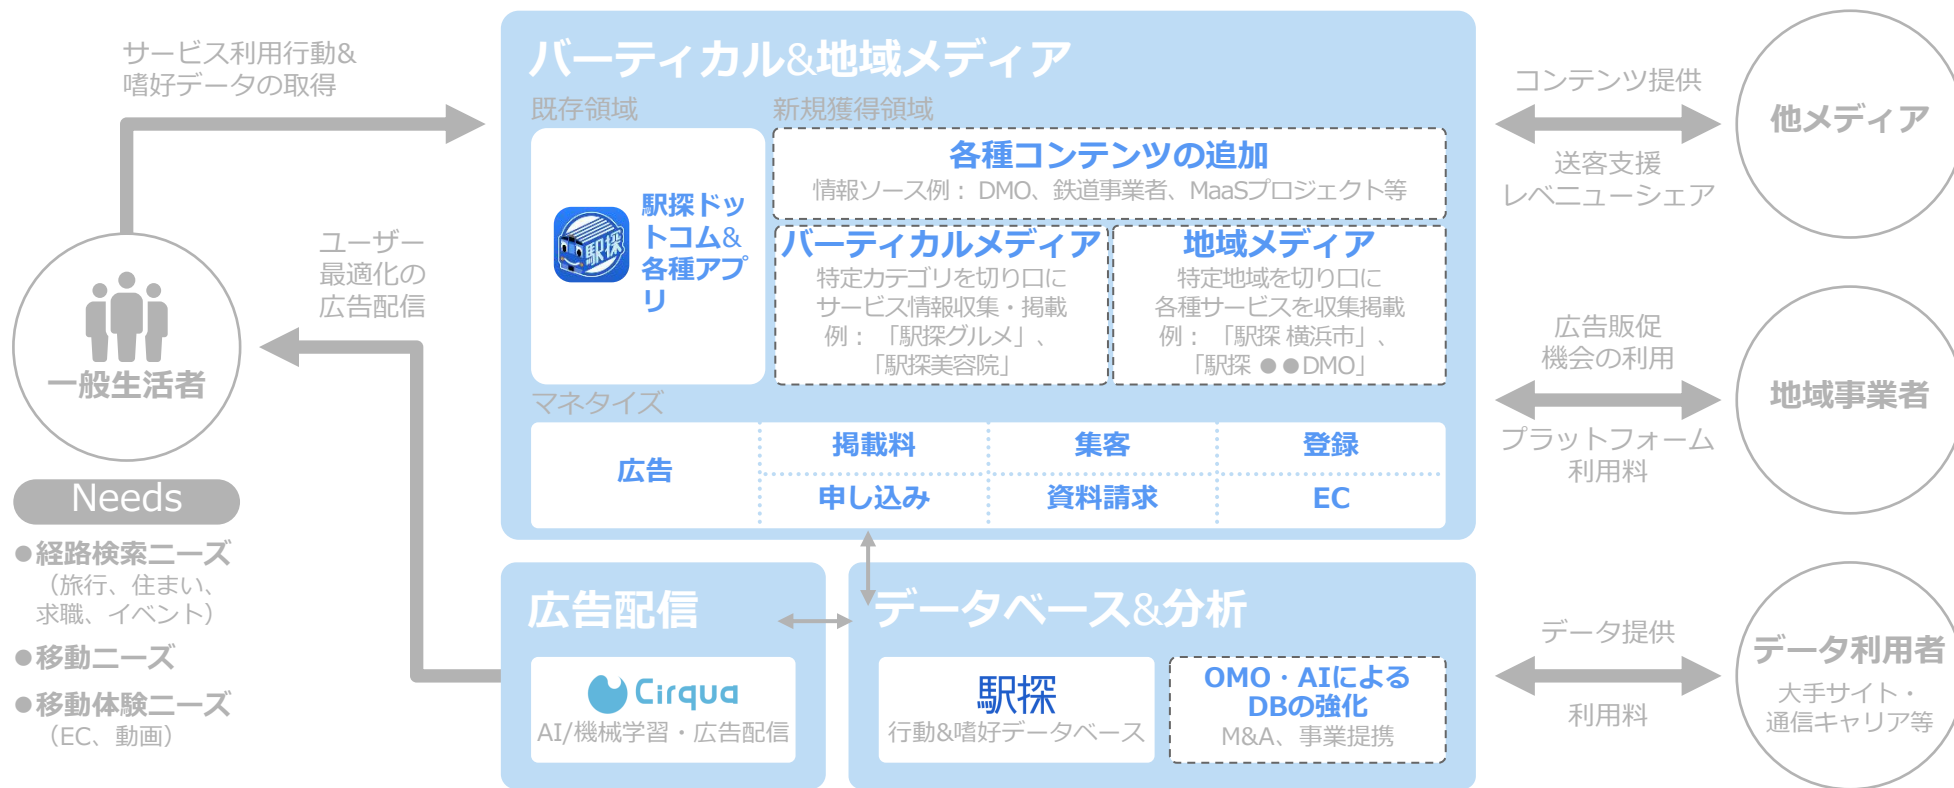 サービス利用行動&
嗜好データの取得
ユーザー
最適化の
広告配信
一般生活者
Needs
●経路検索ニーズ
（旅行、住まい、
求職、イベント）
●移動ニーズ
●移動体験ニーズ
（EC、動画）
バーティカル&地域メディア
既存領域
新規獲得領域
駅探
駅探ドッ
トコム&
各種アプ
リ
各種コンテンツの追加
情報ソース例： DMO、鉄道事業者、MaaSプロジェクト等
バーティカルメディア
特定カテゴリを切り口に
サービス情報収集・掲載
例： 「駅探グルメ」、
「駅探美容院」
地域メディア
特定地域を切り口に
各種サービスを収集掲載
例： 「駅探 横浜市」、
「駅探 ●●DMO」
マネタイズ
広告
掲載料
集客
登録
申し込み
資料請求
EC
広告配信
Cirqua
AI/機械学習・広告配信
データベース&分析
駅探
行動&嗜好データベース
OMO・AIによる
DBの強化
M&A、事業提携
コンテンツ提供
送客支援
レベニューシェア
他メディア
広告販促
機会の利用
プラットフォーム
利用料
地域事業者
データ提供
利用料
データ利用者
大手サイト・
通信キャリア等